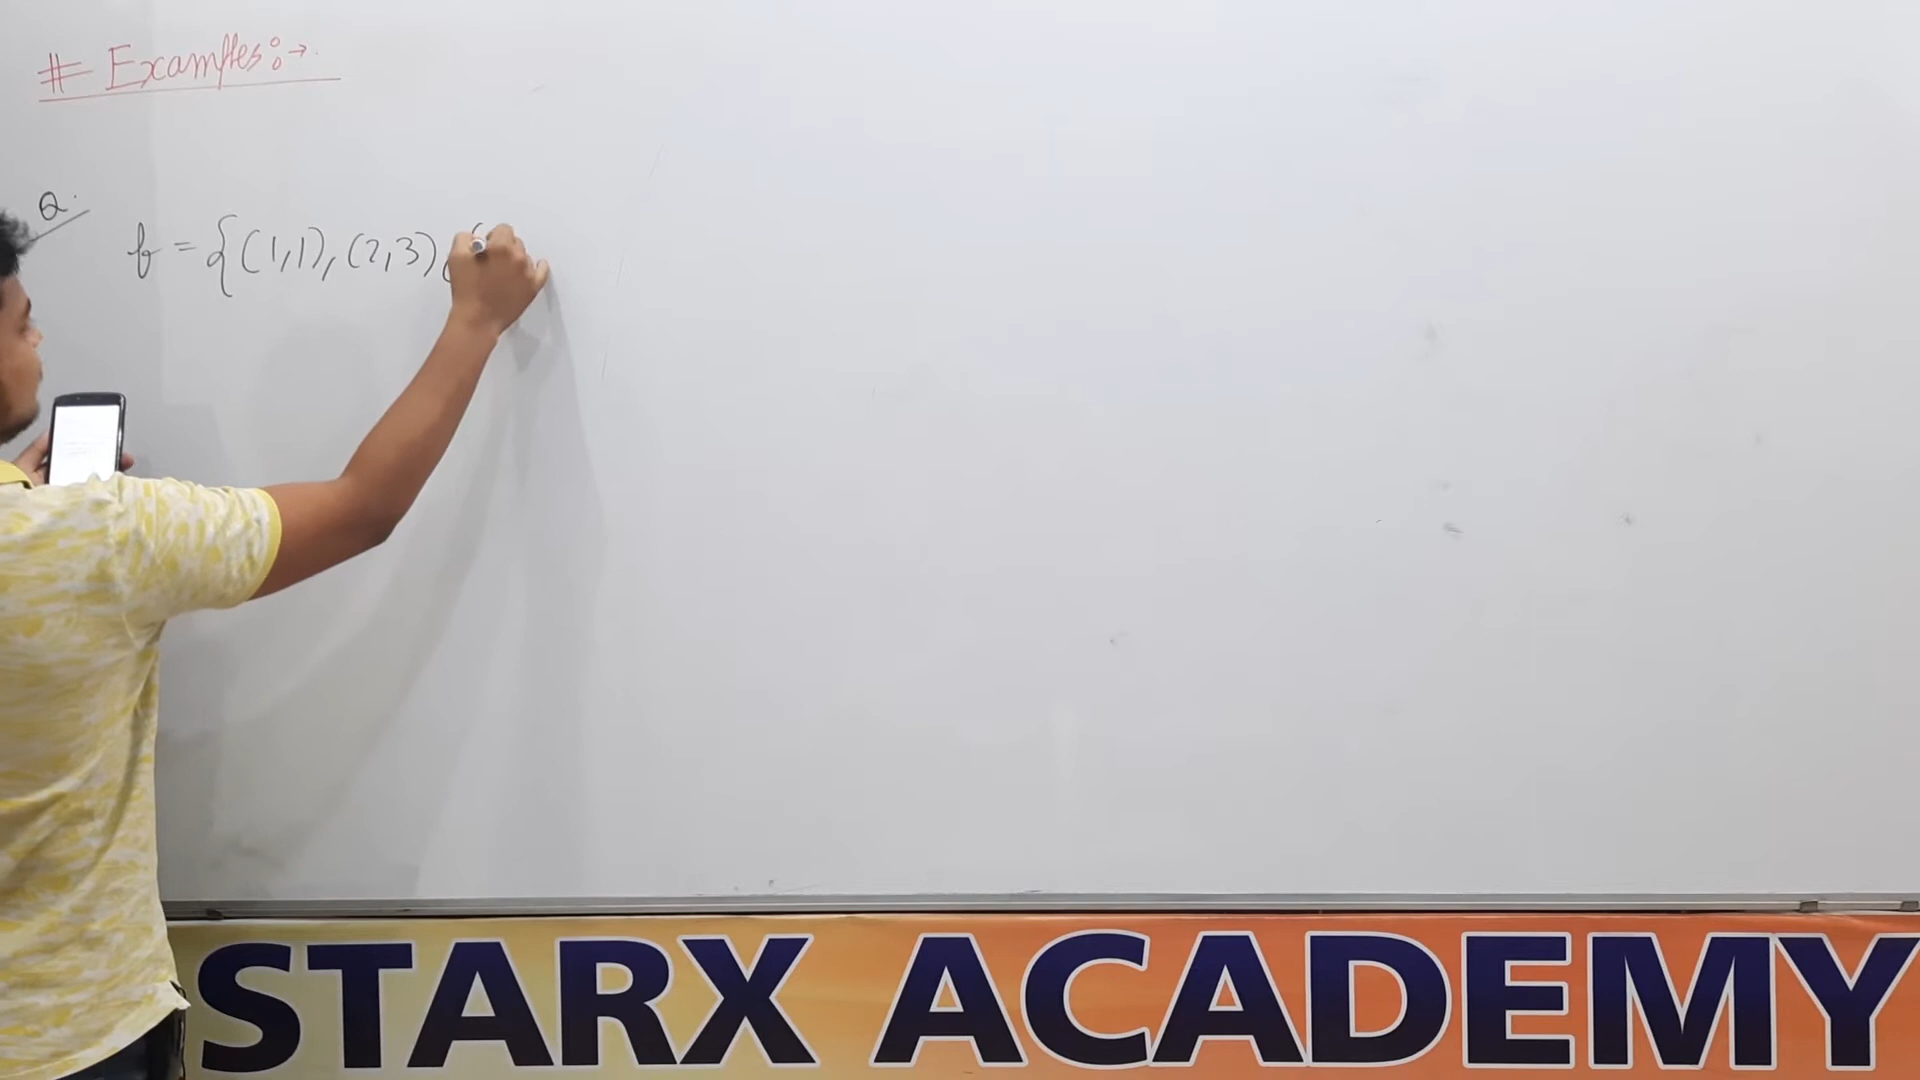 # Examples:→
Q.
f = {(1,1), (2,3), (
STARX ACADEMY